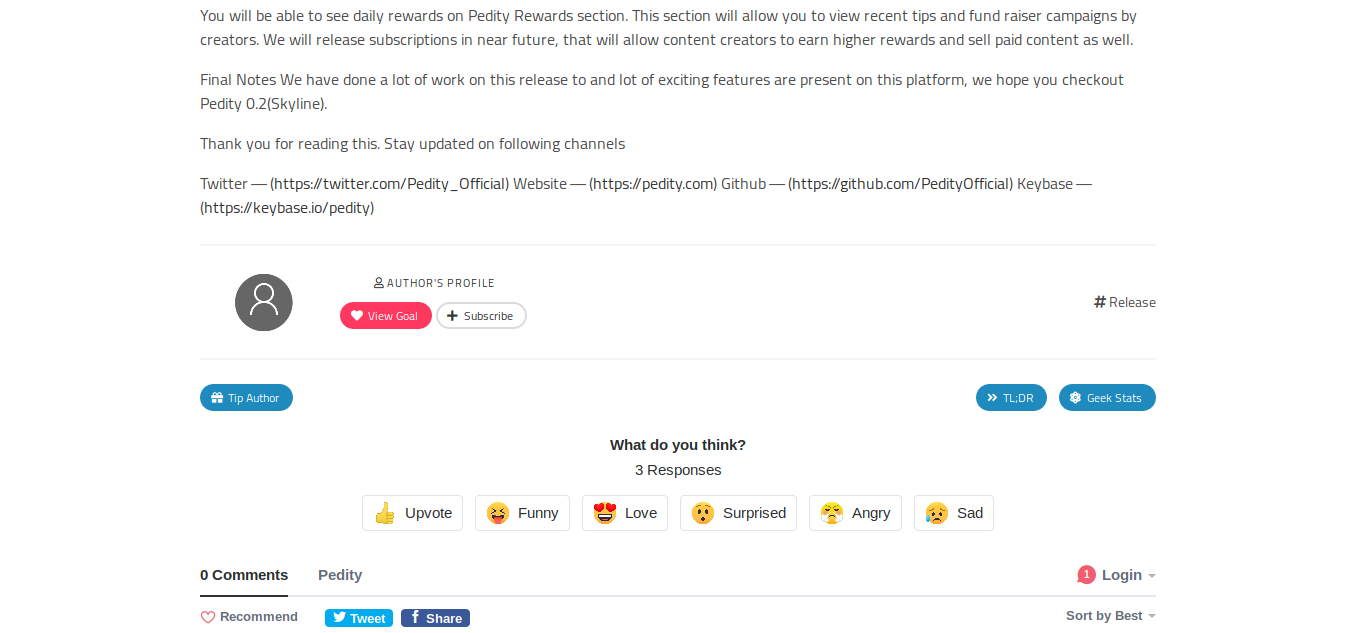 You will be able to see daily rewards on Pedity Rewards section. This section will allow you to view recent tips and fund raiser campaigns by
creators. We will release subscriptions in near future, that will allow content creators to earn higher rewards and sell paid content as well.
Final Notes We have done a lot of work on this release to and lot of exciting features are present on this platform, we hope you checkout
Pedity 0.2(Skyline).
Thank you for reading this. Stay updated on following channels
Twitter — (https://twitter.com/Pedity_Official) Website — (https://pedity.com) Github — (https://github.com/PedityOfficial) Keybase —
(https://keybase.io/pedity)
AUTHOR'S PROFILE
View Goal
Subscribe
# Release
Tip Author
TL;DR
Geek Stats
What do you think?
3 Responses
Upvote
Funny
Love
Surprised
Angry
Sad
0 Comments
Pedity
1
Login
Recommend
Tweet
Share
Sort by Best